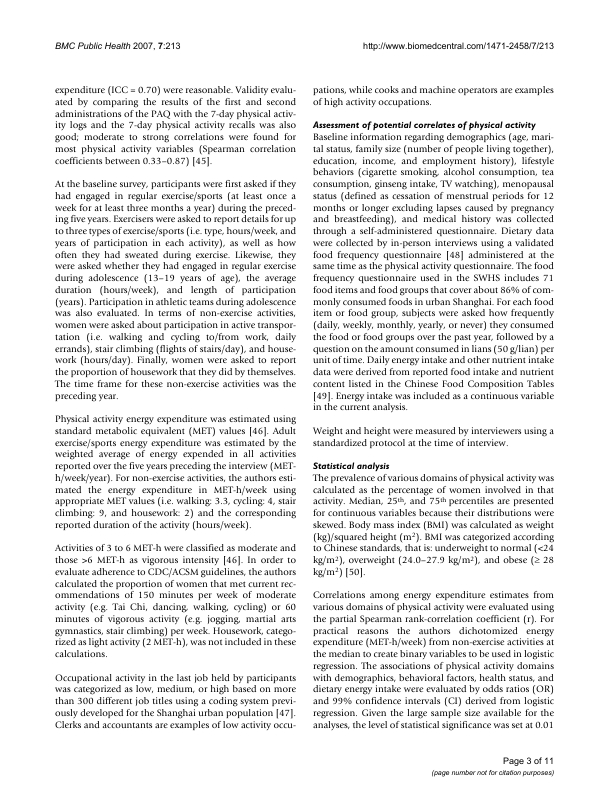 BMC Public Health 2007, 7:213
http://www.biomedcentral.com/1471-2458/7/213
expenditure (ICC = 0.70) were reasonable. Validity evalu-
ated by comparing the results of the first and second
administrations of the PAQ with the 7-day physical activ-
ity logs and the 7-day physical activity recalls was also
good; moderate to strong correlations were found for
most physical activity variables (Spearman correlation
coefficients between 0.33–0.87) [45].
At the baseline survey, participants were first asked if they
had engaged in regular exercise/sports (at least once a
week for at least three months a year) during the preced-
ing five years. Exercisers were asked to report details for up
to three types of exercise/sports (i.e. type, hours/week, and
years of participation in each activity), as well as how
often they had sweated during exercise. Likewise, they
were asked whether they had engaged in regular exercise
during adolescence (13–19 years of age), the average
duration (hours/week), and length of participation
(years). Participation in athletic teams during adolescence
was also evaluated. In terms of non-exercise activities,
women were asked about participation in active transpor-
tation (i.e. walking and cycling to/from work, daily
errands), stair climbing (flights of stairs/day), and house-
work (hours/day). Finally, women were asked to report
the proportion of housework that they did by themselves.
The time frame for these non-exercise activities was the
preceding year.
Physical activity energy expenditure was estimated using
standard metabolic equivalent (MET) values [46]. Adult
exercise/sports energy expenditure was estimated by the
weighted average of energy expended in all activities
reported over the five years preceding the interview (MET-
h/week/year). For non-exercise activities, the authors esti-
mated the energy expenditure in MET-h/week using
appropriate MET values (i.e. walking: 3.3, cycling: 4, stair
climbing: 9, and housework: 2) and the corresponding
reported duration of the activity (hours/week).
Activities of 3 to 6 MET-h were classified as moderate and
those >6 MET-h as vigorous intensity [46]. In order to
evaluate adherence to CDC/ACSM guidelines, the authors
calculated the proportion of women that met current rec-
ommendations of 150 minutes per week of moderate
activity (e.g. Tai Chi, dancing, walking, cycling) or 60
minutes of vigorous activity (e.g. jogging, martial arts
gymnastics, stair climbing) per week. Housework, catego-
rized as light activity (2 MET-h), was not included in these
calculations.
Occupational activity in the last job held by participants
was categorized as low, medium, or high based on more
than 300 different job titles using a coding system previ-
ously developed for the Shanghai urban population [47].
Clerks and accountants are examples of low activity occu-
pations, while cooks and machine operators are examples
of high activity occupations.
Assessment of potential correlates of physical activity
Baseline information regarding demographics (age, mari-
tal status, family size (number of people living together),
education, income, and employment history), lifestyle
behaviors (cigarette smoking, alcohol consumption, tea
consumption, ginseng intake, TV watching), menopausal
status (defined as cessation of menstrual periods for 12
months or longer excluding lapses caused by pregnancy
and breastfeeding), and medical history was collected
through a self-administered questionnaire. Dietary data
were collected by in-person interviews using a validated
food frequency questionnaire [48] administered at the
same time as the physical activity questionnaire. The food
frequency questionnaire used in the SWHS includes 71
food items and food groups that cover about 86% of com-
monly consumed foods in urban Shanghai. For each food
item or food group, subjects were asked how frequently
(daily, weekly, monthly, yearly, or never) they consumed
the food or food groups over the past year, followed by a
question on the amount consumed in lians (50 g/lian) per
unit of time. Daily energy intake and other nutrient intake
data were derived from reported food intake and nutrient
content listed in the Chinese Food Composition Tables
[49]. Energy intake was included as a continuous variable
in the current analysis.
Weight and height were measured by interviewers using a
standardized protocol at the time of interview.
Statistical analysis
The prevalence of various domains of physical activity was
calculated as the percentage of women involved in that
activity. Median, 25th, and 75th percentiles are presented
for continuous variables because their distributions were
skewed. Body mass index (BMI) was calculated as weight
(kg)/squared height (m²). BMI was categorized according
to Chinese standards, that is: underweight to normal (<24
kg/m²), overweight (24.0–27.9 kg/m²), and obese (≥ 28
kg/m²) [50].
Correlations among energy expenditure estimates from
various domains of physical activity were evaluated using
the partial Spearman rank-correlation coefficient (r). For
practical reasons the authors dichotomized energy
expenditure (MET-h/week) from non-exercise activities at
the median to create binary variables to be used in logistic
regression. The associations of physical activity domains
with demographics, behavioral factors, health status, and
dietary energy intake were evaluated by odds ratios (OR)
and 99% confidence intervals (CI) derived from logistic
regression. Given the large sample size available for the
analyses, the level of statistical significance was set at 0.01
Page 3 of 11
(page number not for citation purposes)